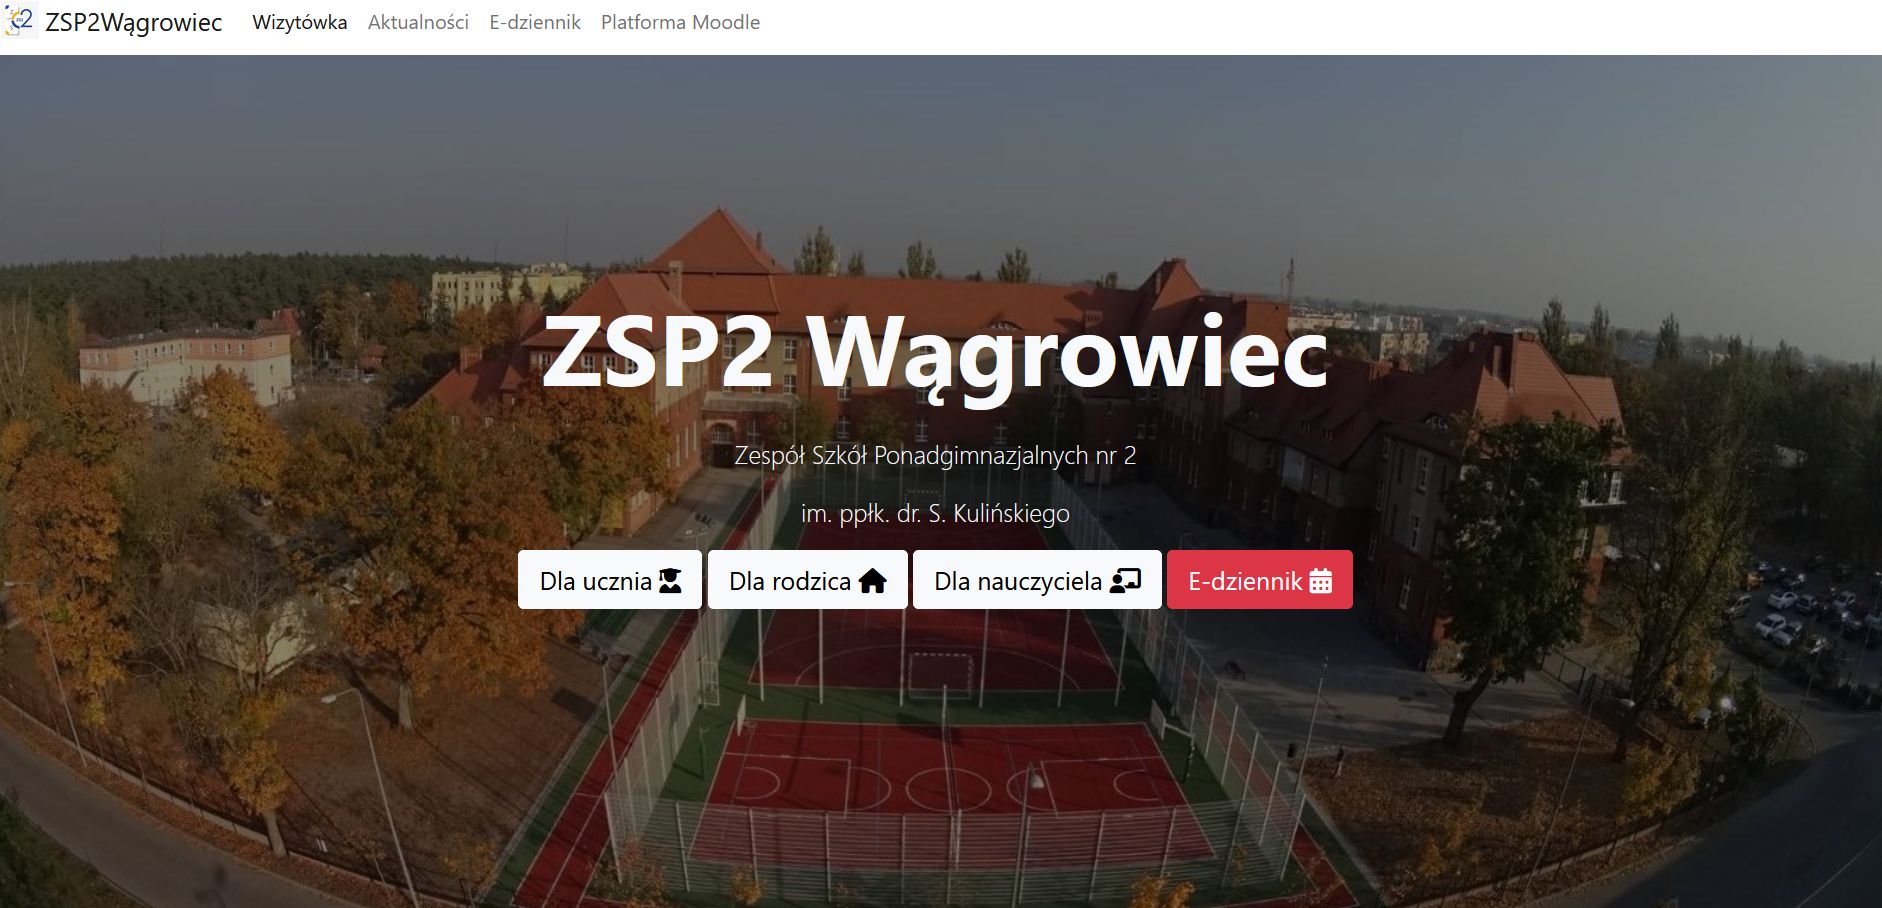 ZSP2Wągrowiec Wizytówka Aktualności E-dziennik Platforma Moodle
ZSP2 Wągrowiec
Zespół Szkół Ponadgimnazjalnych nr 2
im. ppłk. dr. S. Kulińskiego
Dla ucznia Dla rodzica Dla nauczyciela E-dziennik